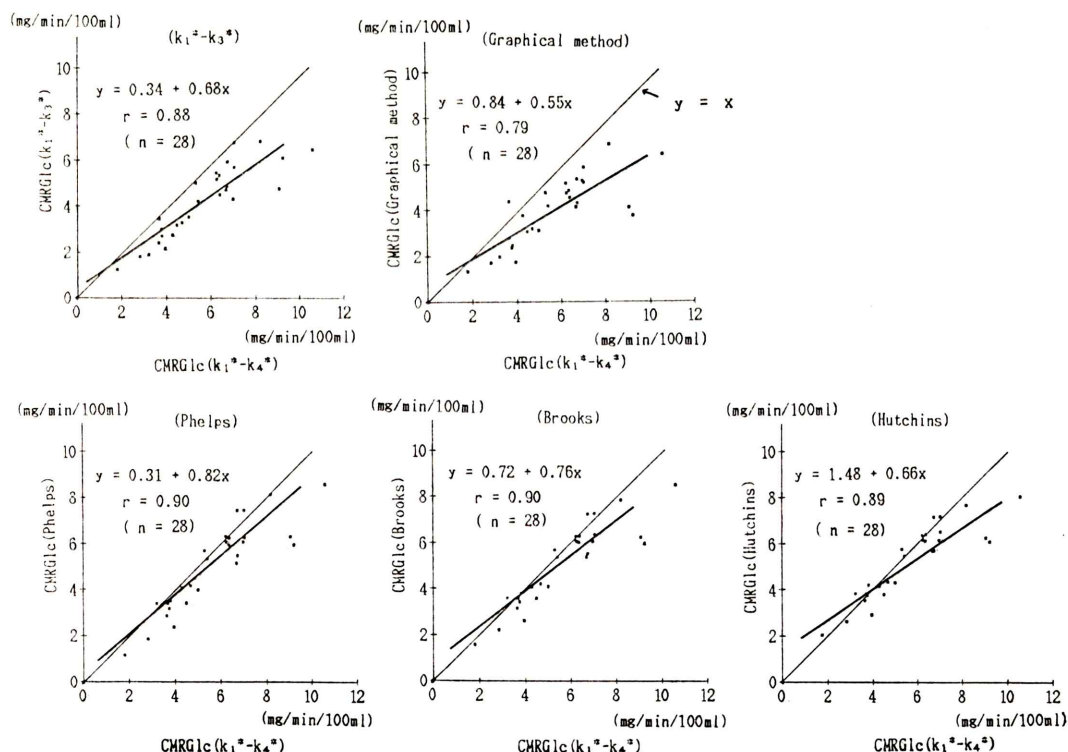 (mg/min/100ml)
(k₁*-k₃*)
10
8
6
4
2
0
y = 0.34 + 0.68x
r = 0.88
( n = 28)
CMRGlc(k₁*-k₃*)
0 2 4 6 8 10 12
(mg/min/100ml)
CMRGlc(k₁*-k₄*)
(mg/min/100ml)
(Graphical method)
10
8
6
4
2
0
y = 0.84 + 0.55x
r = 0.79
( n = 28)
y = x
CMRGlc(Graphical method)
0 2 4 6 8 10 12
(mg/min/100ml)
CMRGlc(k₁*-k₄*)
(mg/min/100ml)
(Phelps)
10
8
6
4
2
0
y = 0.31 + 0.82x
r = 0.90
( n = 28)
CMRGlc(Phelps)
0 2 4 6 8 10 12
(mg/min/100ml)
CMRGlc(k₁*-k₄*)
(mg/min/100ml)
(Brooks)
10
8
6
4
2
0
y = 0.72 + 0.76x
r = 0.90
( n = 28)
CMRGlc(Brooks)
0 2 4 6 8 10 12
(mg/min/100ml)
CMRGlc(k₁*-k₄*)
(mg/min/100ml)
(Hutchins)
10
8
6
4
2
0
y = 1.48 + 0.66x
r = 0.89
( n = 28)
CMRGlc(Hutchins)
0 2 4 6 8 10 12
(mg/min/100ml)
CMRGlc(k₁*-k₄*)